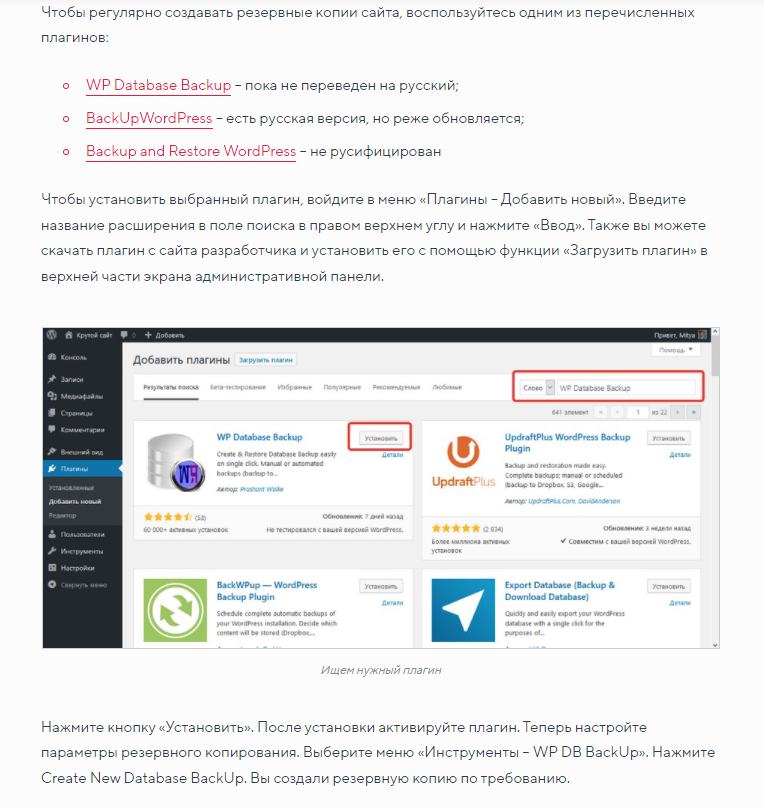 Чтобы регулярно создавать резервные копии сайта, воспользуйтесь одним из перечисленных
плагинов:
WP Database Backup – пока не переведен на русский;
BackUpWordPress – есть русская версия, но реже обновляется;
Backup and Restore WordPress – не русифицирован
Чтобы установить выбранный плагин, войдите в меню «Плагины – Добавить новый». Введите
название расширения в поле поиска в правом верхнем углу и нажмите «Ввод». Также вы можете
скачать плагин с сайта разработчика и установить его с помощью функции «Загрузить плагин» в
верхней части экрана административной панели.
Крутой сайт 0 Добавить Привет, Mitya
Помощь
Консоль
Записи
Медиафайлы
Страницы
Комментарии
Внешний вид
Плагины
Установленные
Добавить новый
Редактор
Пользователи
Инструменты
Настройки
Свернуть меню
Добавить плагины Загрузить плагин
Результаты поиска Бета-тестирование Избранные Популярные Рекомендуемые Любимые
Слово WP Database Backup
641 элемент « ‹ 1 из 22 › »
WP Database Backup
Установить
Детали
Create & Restore Database Backup easily
on single click. Manual or automated
backups (backup to...
Автор: Prashant Walke
(58)
60 000+ активных установок
Обновление: 7 дней назад
Не тестировался с вашей версией WordPress.
UpdraftPlus
UpdraftPlus WordPress Backup
Plugin
Установить
Детали
Backup and restoration made easy.
Complete backups; manual or scheduled
(backup to Dropbox, S3, Google...
Автор: UpdraftPlus.Com, DavidAnderson
(2 834)
Более миллиона активных
установок
Обновление: 3 недели назад
Совместим с вашей версией WordPress.
BackWPup — WordPress
Backup Plugin
Установить
Детали
Schedule complete automatic backups of
your WordPress installation. Decide which
content will be stored (Dropbox,...
Export Database (Backup &
Download Database)
Установить
Детали
Quickly and easily export your WordPress
database with a single click for the
purposes of...
Ищем нужный плагин
Нажмите кнопку «Установить». После установки активируйте плагин. Теперь настройте
параметры резервного копирования. Выберите меню «Инструменты – WP DB BackUp». Нажмите
Create New Database BackUp. Вы создали резервную копию по требованию.